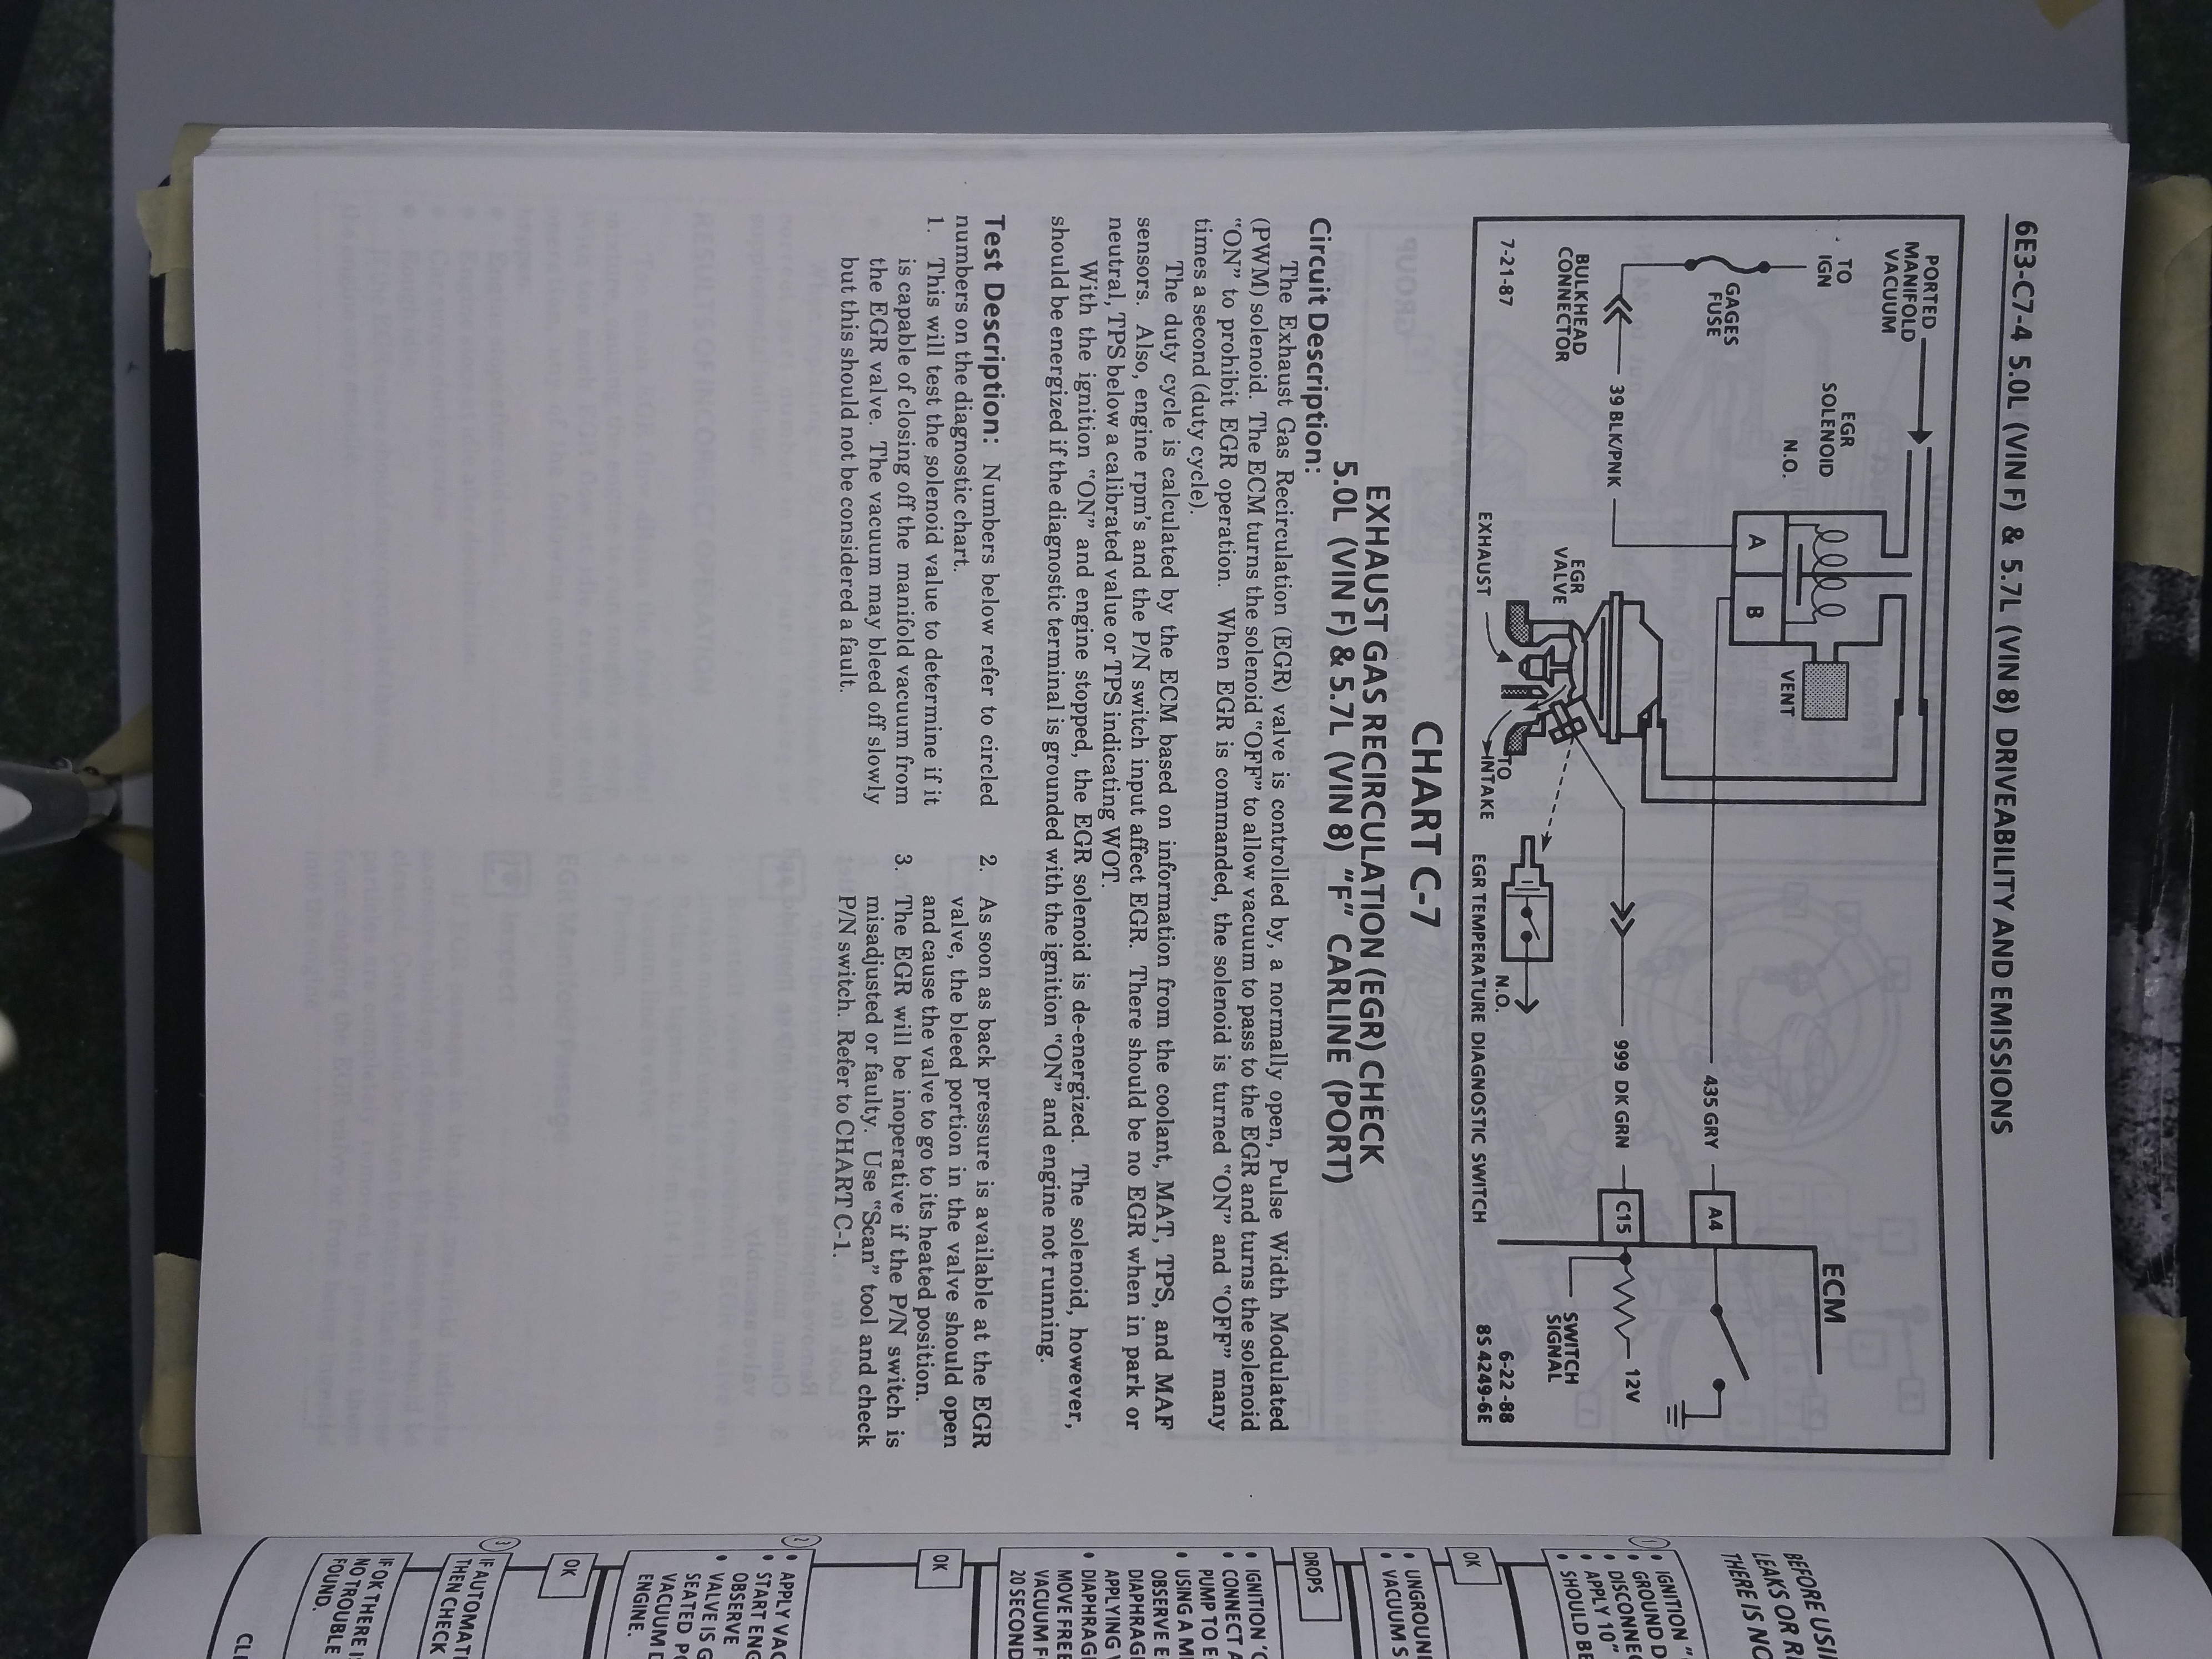 6E3-C7-4 5.0L (VIN F) & 5.7L (VIN 8) DRIVEABILITY AND EMISSIONS
PORTED
MANIFOLD
VACUUM
TO
IGN
GAGES
FUSE
BULKHEAD
CONNECTOR
7-21-87
EGR
SOLENOID
N.O.
39 BLK/PNK
A
B
VENT
EGR
VALVE
EXHAUST
TO
INTAKE
N.O.
EGR TEMPERATURE DIAGNOSTIC SWITCH
435 GRY
999 DK GRN
A4
C15
ECM
12V
SWITCH
SIGNAL
6-22-88
8S 4249-6E
CHART C-7
EXHAUST GAS RECIRCULATION (EGR) CHECK
5.0L (VIN F) & 5.7L (VIN 8) "F" CARLINE (PORT)
Circuit Description:
The Exhaust Gas Recirculation (EGR) valve is controlled by, a normally open, Pulse Width Modulated
(PWM) solenoid. The ECM turns the solenoid "OFF" to allow vacuum to pass to the EGR and turns the solenoid
"ON" to prohibit EGR operation. When EGR is commanded, the solenoid is turned "ON" and "OFF" many
times a second (duty cycle).
The duty cycle is calculated by the ECM based on information from the coolant, MAT, TPS, and MAF
sensors. Also, engine rpm's and the P/N switch input affect EGR. There should be no EGR when in park or
neutral, TPS below a calibrated value or TPS indicating WOT.
With the ignition "ON" and engine stopped, the EGR solenoid is de-energized. The solenoid, however,
should be energized if the diagnostic terminal is grounded with the ignition "ON" and engine not running.
Test Description: Numbers below refer to circled
numbers on the diagnostic chart.
1. This will test the solenoid value to determine if it
is capable of closing off the manifold vacuum from
the EGR valve. The vacuum may bleed off slowly
but this should not be considered a fault.
2. As soon as back pressure is available at the EGR
valve, the bleed portion in the valve should open
and cause the valve to go to its heated position.
3. The EGR will be inoperative if the P/N switch is
misadjusted or faulty. Use "Scan" tool and check
P/N switch. Refer to CHART C-1.
BEFORE USI
LEAKS OR R
THERE IS NO
1
• IGNITION "
• GROUND D
• DISCONNE
• APPLY 10"
• SHOULD BE
OK
• UNGROUN
• VACUUM S
DROPS
• IGNITION "O
• CONNECT A
PUMP TO E
• USING A M
OBSERVE E
DIAPHRAG
APPLYING V
• DIAPHRAG
MOVE FREE
VACUUM F
20 SECOND
OK
2
• APPLY VAC
• START ENG
OBSERVE
• VALVE IS G
SEATED PO
VACUUM D
ENGINE.
OK
3
IF AUTOMATI
THEN CHECK
IF OK THERE I
NO TROUBLE
FOUND.
CL